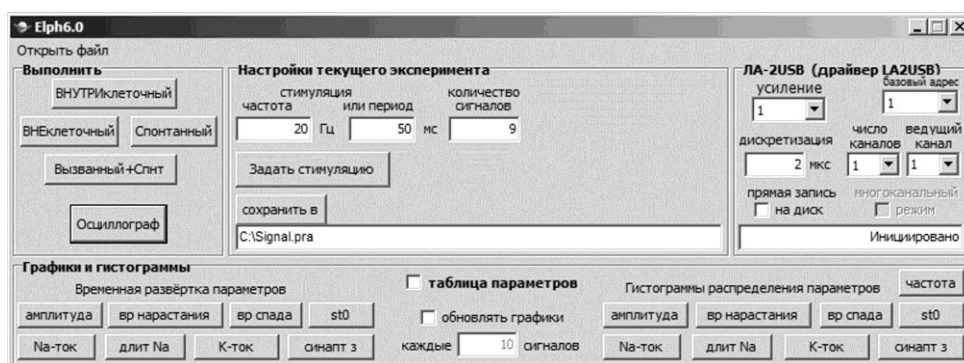 Elph6.0
Открыть файл
Выполнить
ВНУТРИклеточный
ВНЕклеточный Спонтанный
Вызванный+Спнт
Осциллограф
Настройки текущего эксперимента
стимуляция количество
частота или период сигналов
20 Гц 50 мс 9
Задать стимуляцию
сохранить в
C:\Signal.pra
ЛА-2USB (драйвер LA2USB)
усиление базовый адрес
1 1
дискретизация число каналов ведущий канал
2 мкс 1 1
прямая запись многоканальный
на диск режим
Инициировано
Графики и гистограммы
Временная развёртка параметров
амплитуда вр нарастания вр спада st0
Na-ток длит Na K-ток синапт з
таблица параметров
обновлять графики
каждые 10 сигналов
Гистограммы распределения параметров частота
амплитуда вр нарастания вр спада st0
Na-ток длит Na K-ток синапт з